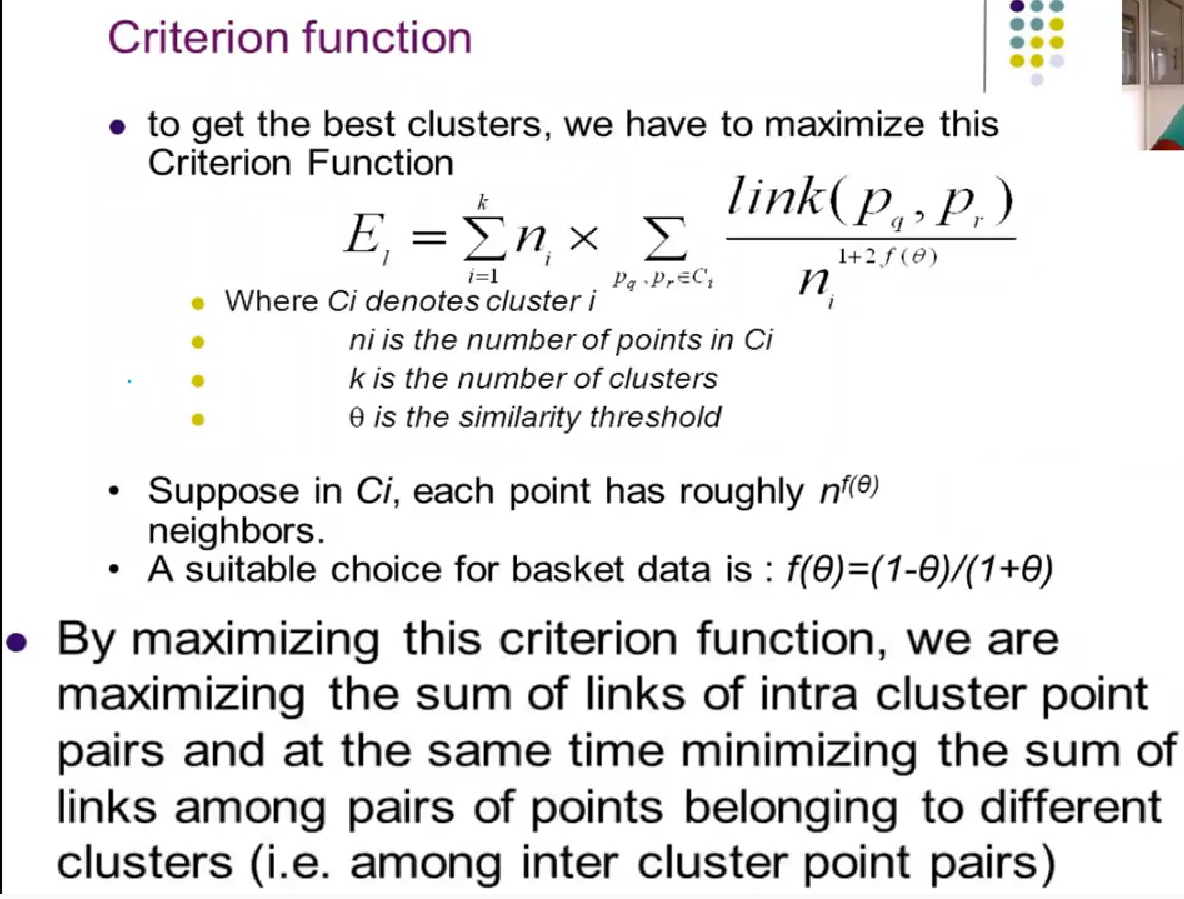 Criterion function
• to get the best clusters, we have to maximize this
Criterion Function
E_l = \sum_{i=1}^{k} n_i × \sum_{p_q, p_r ∈ C_i} \frac{link(p_q, p_r)}{n_i^{1+2f(θ)}}
• Where Ci denotes cluster i
• ni is the number of points in Ci
• k is the number of clusters
• θ is the similarity threshold
• Suppose in Ci, each point has roughly n^{f(θ)}
neighbors.
• A suitable choice for basket data is : f(θ)=(1-θ)/(1+θ)
• By maximizing this criterion function, we are
maximizing the sum of links of intra cluster point
pairs and at the same time minimizing the sum of
links among pairs of points belonging to different
clusters (i.e. among inter cluster point pairs)